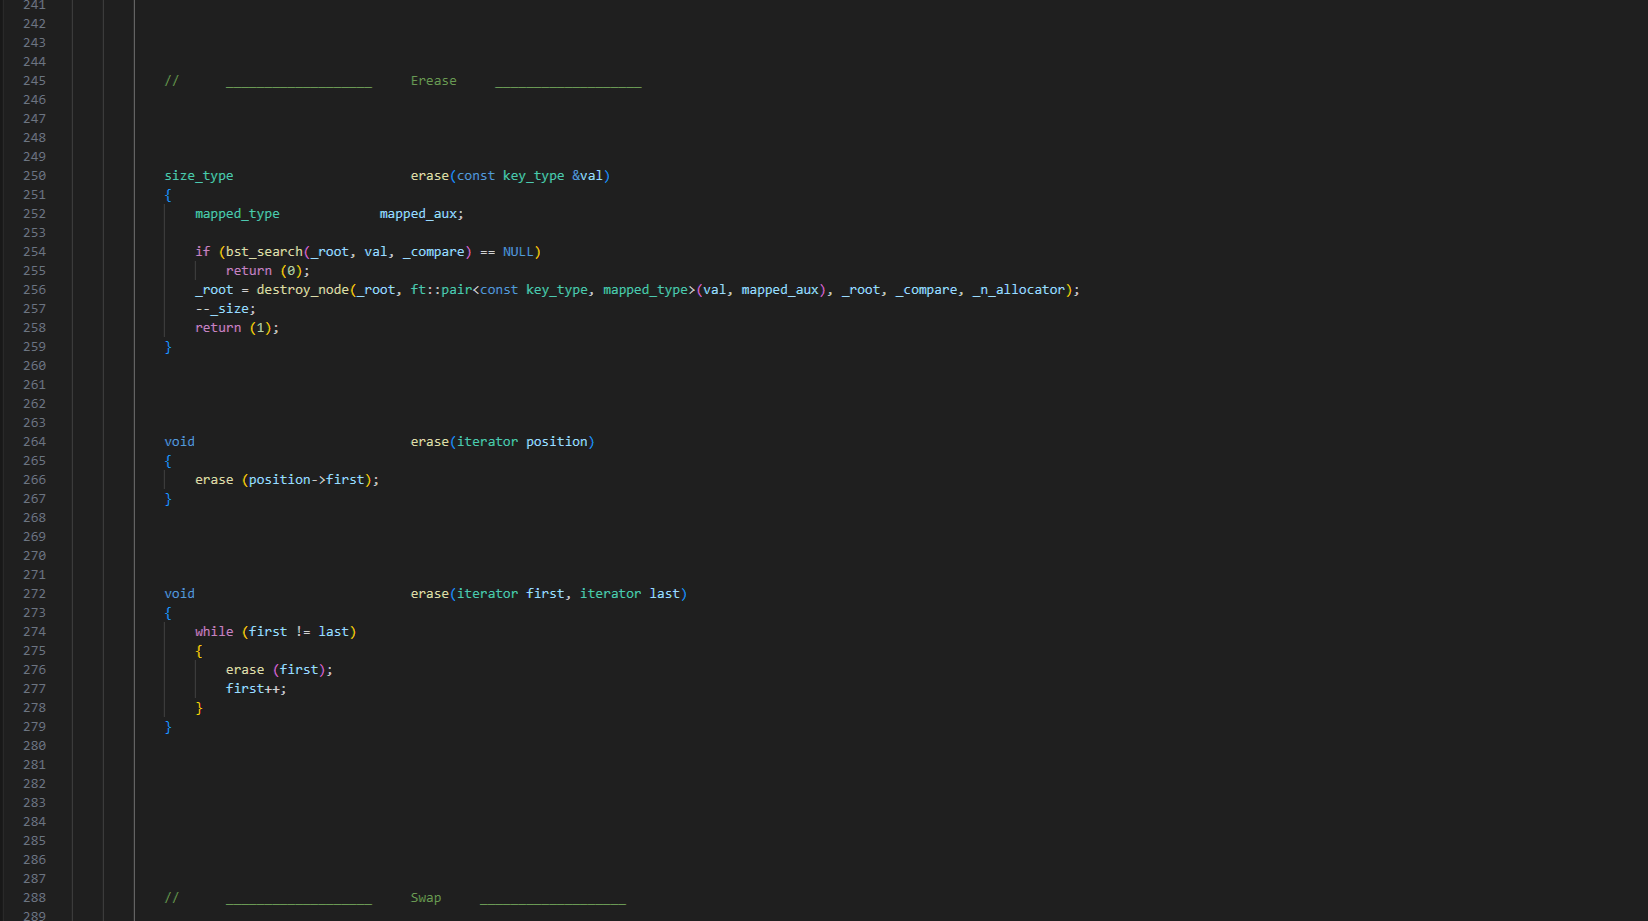 241
242
243
244
245 // ___________________ Erease ___________________
246
247
248
249
250 size_type erase(const key_type &val)
251 {
252 mapped_type mapped_aux;
253
254 if (bst_search(_root, val, _compare) == NULL)
255 return (0);
256 _root = destroy_node(_root, ft::pair<const key_type, mapped_type>(val, mapped_aux), _root, _compare, _n_allocator);
257 --_size;
258 return (1);
259 }
260
261
262
263
264 void erase(iterator position)
265 {
266 erase (position->first);
267 }
268
269
270
271
272 void erase(iterator first, iterator last)
273 {
274 while (first != last)
275 {
276 erase (first);
277 first++;
278 }
279 }
280
281
282
283
284
285
286
287
288 // ___________________ Swap ___________________
289